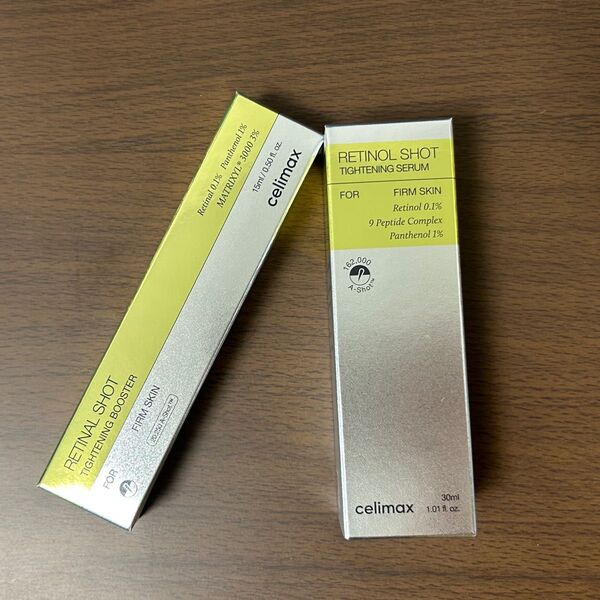 RETINAL SHOT
TIGHTENING BOOSTER
FOR
FIRM SKIN
A-Shot™
Retinal 0.1% Panthenol 1%
MATRIXYL® 3000 3%
15ml / 0.50 fl. oz.
celimax
RETINOL SHOT
TIGHTENING SERUM
FOR FIRM SKIN
Retinol 0.1%
9 Peptide Complex
Panthenol 1%
162,000
A-Shot™
celimax
30ml
1.01 fl. oz.